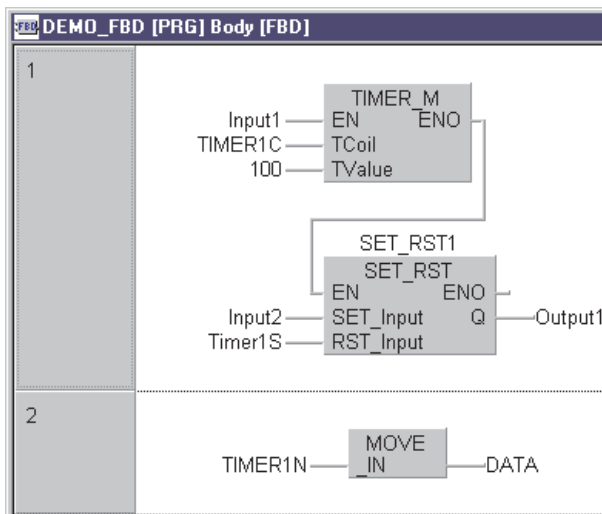 FBD DEMO_FBD [PRG] Body [FBD]
1
TIMER_M
Input1 EN ENO
TIMER1C TCoil
100 TValue
SET_RST1
SET_RST
EN ENO
Input2 SET_Input Q Output1
Timer1S RST_Input
2
MOVE
TIMER1N _IN DATA